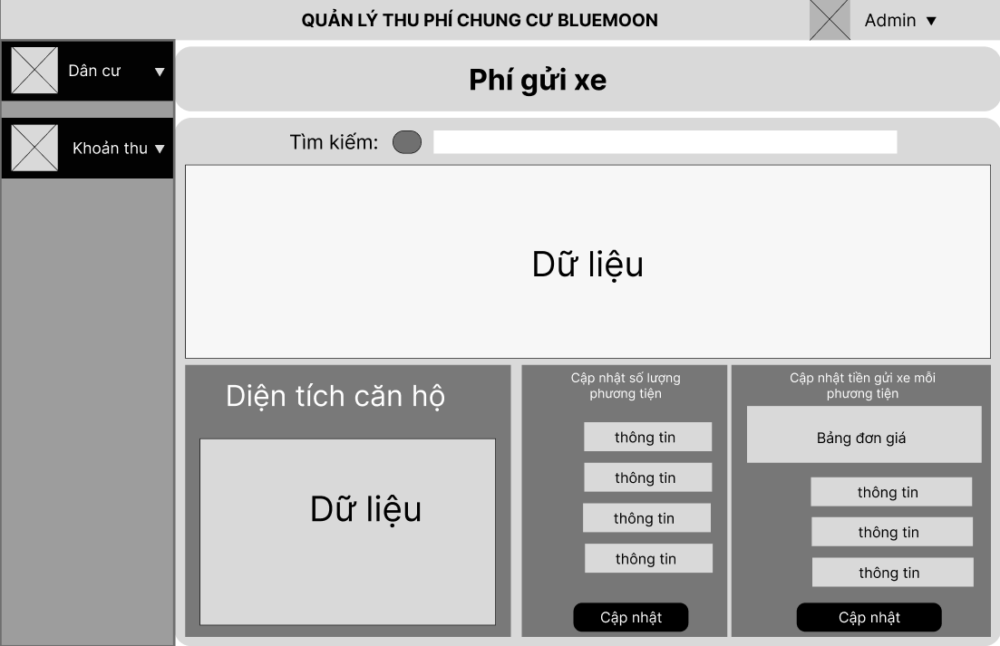 QUẢN LÝ THU PHÍ CHUNG CƯ BLUEMOON
Admin ▼
Dân cư ▼
Khoản thu ▼
Phí gửi xe
Tìm kiếm:
Dữ liệu
Diện tích căn hộ
Dữ liệu
Cập nhật số lượng
phương tiện
thông tin
thông tin
thông tin
thông tin
Cập nhật
Cập nhật tiền gửi xe mỗi
phương tiện
Bảng đơn giá
thông tin
thông tin
thông tin
Cập nhật